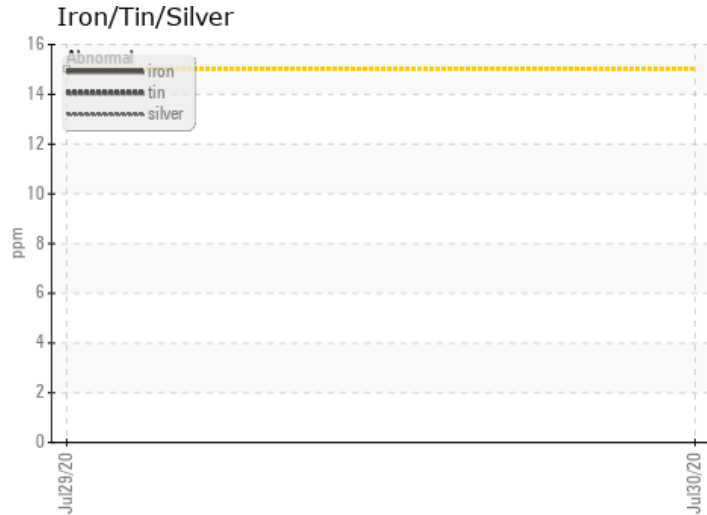 Iron/Tin/Silver
16
14
12
10
8
6
4
2
0
ppm
Abnormal
iron
tin
silver
Jul29/20
Jul30/20